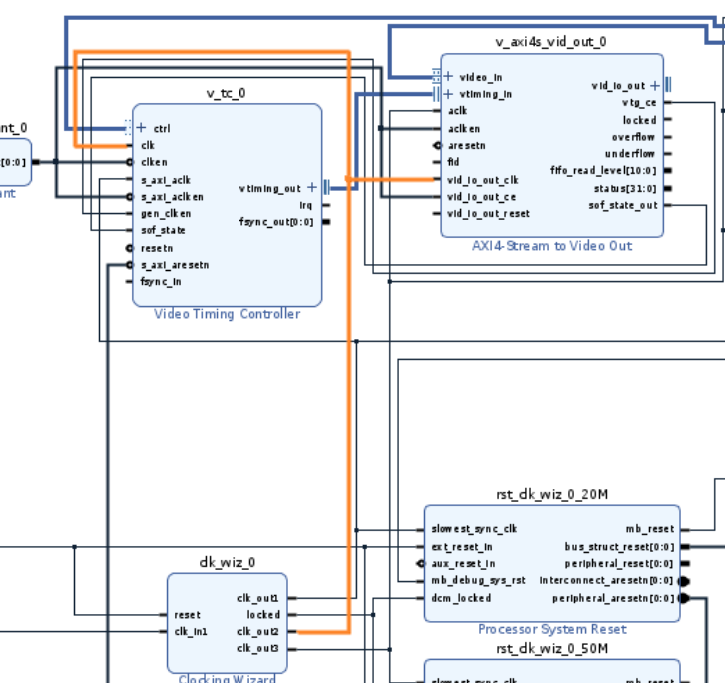 v_axi4s_vid_out_0
video_in
vid_io_out
vtiming_in
vtg_ce
aclk
locked
aclken
overflow
aresetn
underflow
fid
fifo_read_level[10:0]
vid_io_out_clk
status[31:0]
vid_io_out_ce
sof_state_out
vid_io_out_reset
AXI4-Stream to Video Out
v_tc_0
ctrl
clk
clken
s_axi_aclk
vtiming_out
s_axi_aclken
irq
gen_clken
fsync_out[0:0]
sof_state
resetn
s_axi_aresetn
fsync_in
Video Timing Controller
nt_0
[0:0]
nt
rst_clk_wiz_0_20M
slowest_sync_clk
mb_reset
ext_reset_in
bus_struct_reset[0:0]
aux_reset_in
peripheral_reset[0:0]
mb_debug_sys_rst
interconnect_aresetn[0:0]
dcm_locked
peripheral_aresetn[0:0]
Processor System Reset
clk_wiz_0
clk_out1
reset
locked
clk_in1
clk_out2
clk_out3
Clocking Wizard
rst_clk_wiz_0_50M
slowest_sync_clk
mb_reset